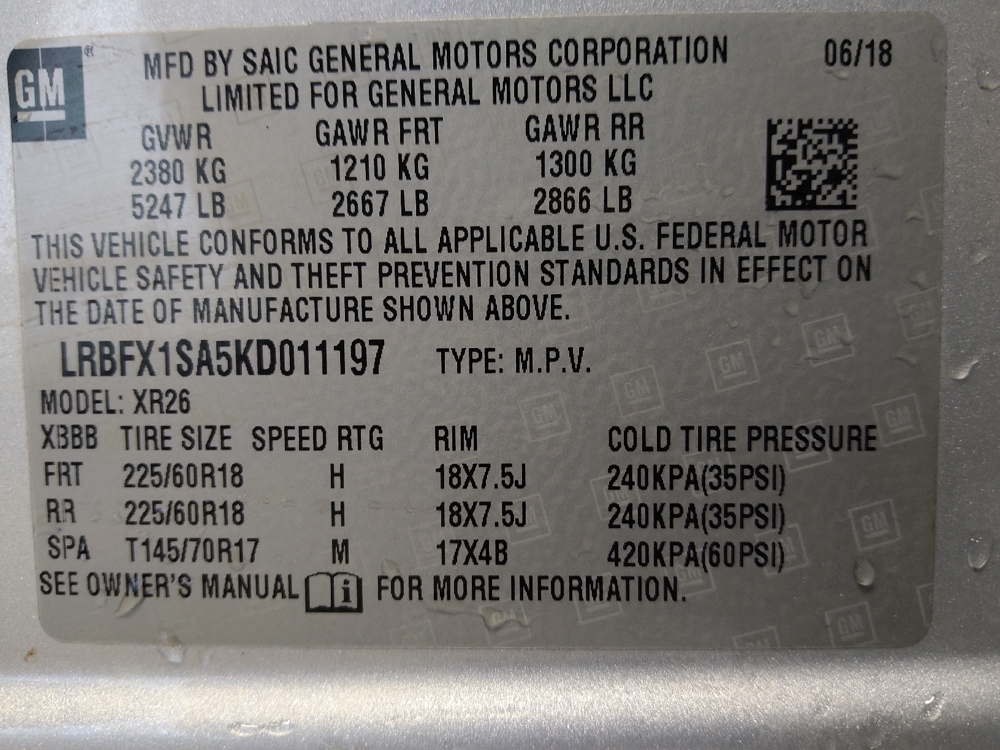 GM ®
MFD BY SAIC GENERAL MOTORS CORPORATION 06/18
LIMITED FOR GENERAL MOTORS LLC
GVWR GAWR FRT GAWR RR
2380 KG 1210 KG 1300 KG
5247 LB 2667 LB 2866 LB
THIS VEHICLE CONFORMS TO ALL APPLICABLE U.S. FEDERAL MOTOR
VEHICLE SAFETY AND THEFT PREVENTION STANDARDS IN EFFECT ON
THE DATE OF MANUFACTURE SHOWN ABOVE.
LRBFX1SA5KD011197 TYPE: M.P.V.
MODEL: XR26
XBBB TIRE SIZE SPEED RTG RIM COLD TIRE PRESSURE
FRT 225/60R18 H 18X7.5J 240KPA(35PSI)
RR 225/60R18 H 18X7.5J 240KPA(35PSI)
SPA T145/70R17 M 17X4B 420KPA(60PSI)
SEE OWNER'S MANUAL i FOR MORE INFORMATION.